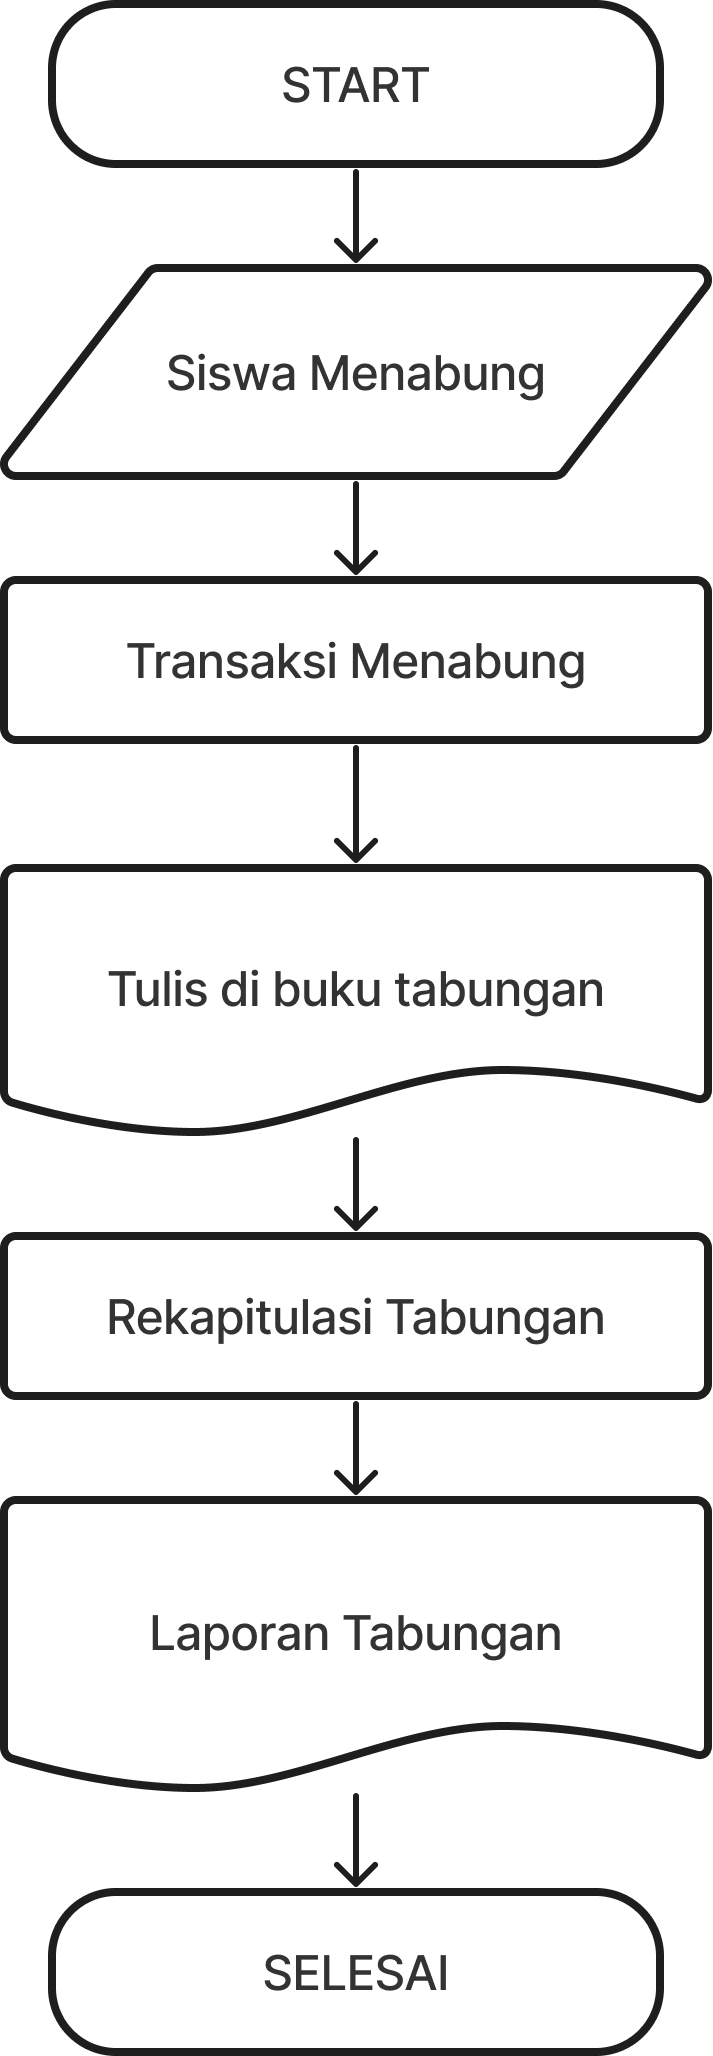 START
Siswa Menabung
Transaksi Menabung
Tulis di buku tabungan
Rekapitulasi Tabungan
Laporan Tabungan
SELESAI